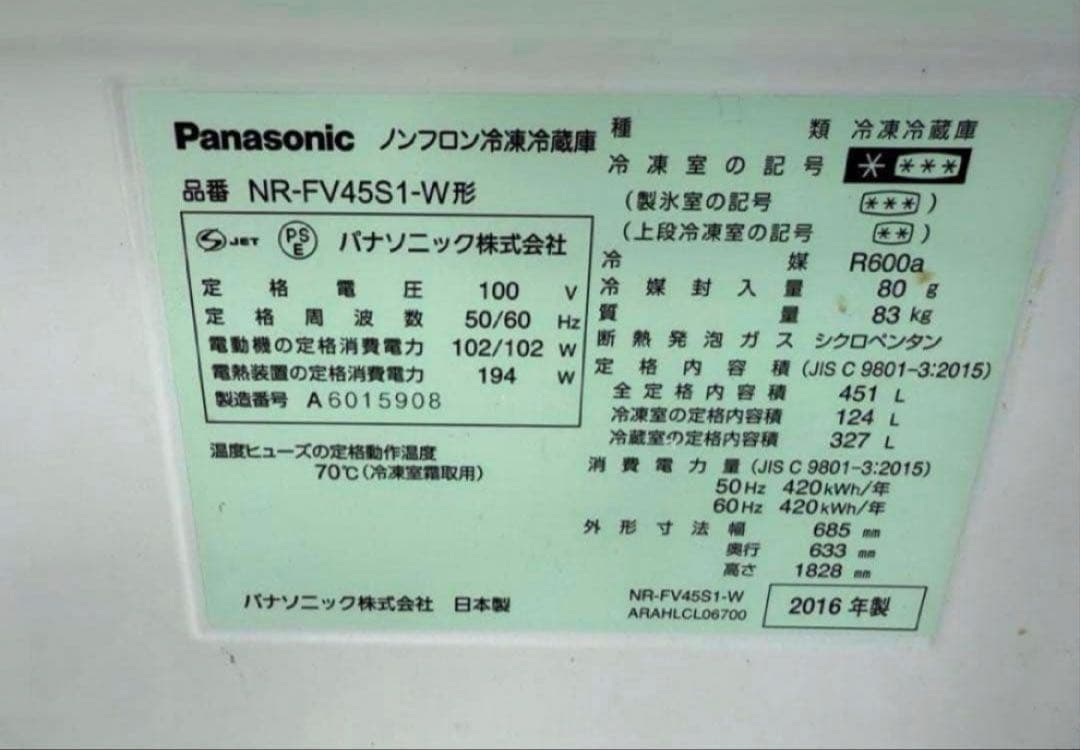 Panasonic ノンフロン冷凍冷蔵庫
品番 NR-FV45S1-W形
JET PSE パナソニック株式会社
定格電圧 100 V
定格周波数 50/60 Hz
電動機の定格消費電力 102/102 W
電熱装置の定格消費電力 194 W
製造番号 A6015908
温度ヒューズの定格動作温度
70℃(冷凍室霜取用)
パナソニック株式会社 日本製
種類 冷凍冷蔵庫
冷凍室の記号 * ***
(製氷室の記号 ***)
(上段冷凍室の記号 **)
冷媒 R600a
冷媒封入量 80 g
質量 83 kg
断熱発泡ガス シクロペンタン
定格内容積 (JIS C 9801-3:2015)
全定格内容積 451 L
冷凍室の定格内容積 124 L
冷蔵室の定格内容積 327 L
消費電力量 (JIS C 9801-3:2015)
50Hz 420kWh/年
60Hz 420kWh/年
外形寸法幅 685 mm
奥行 633 mm
高さ 1828 mm
NR-FV45S1-W
ARAHLCL06700
2016年製